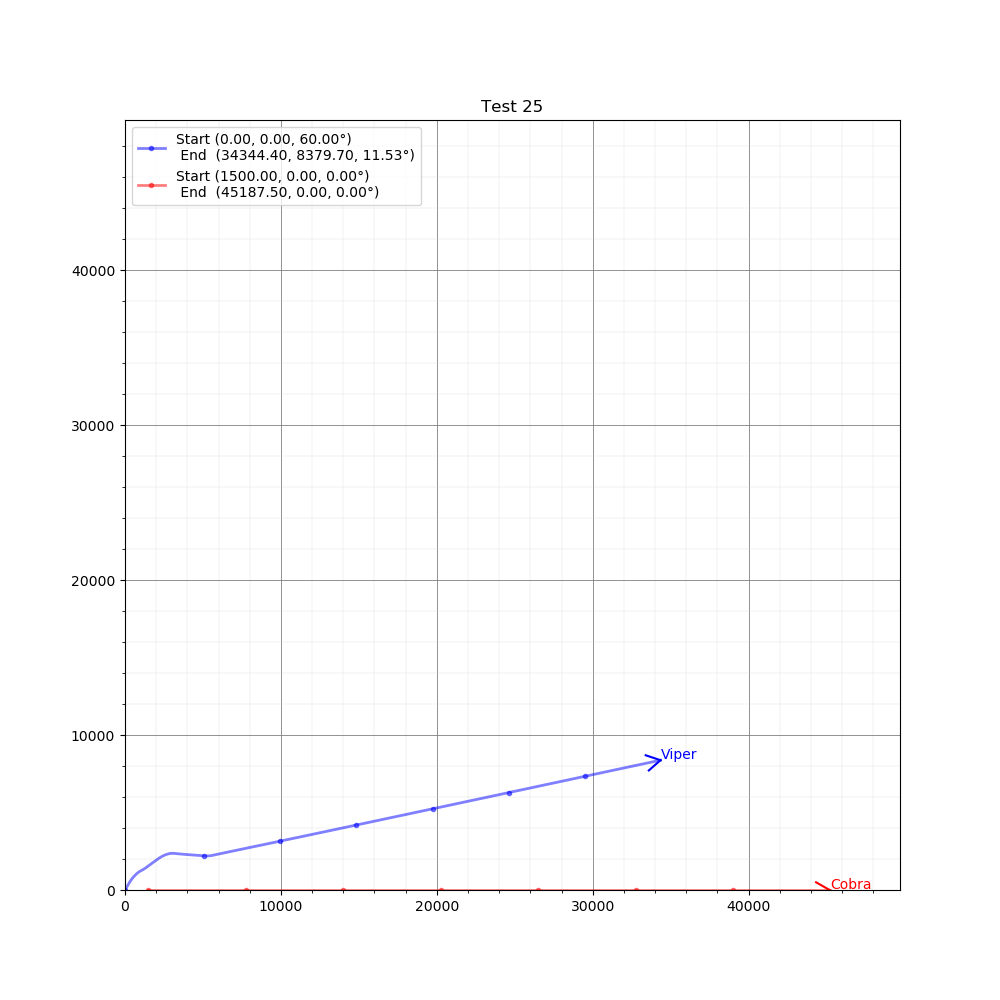 Test 25
Start (0.00, 0.00, 60.00°)
End  (34344.40, 8379.70, 11.53°)
Start (1500.00, 0.00, 0.00°)
End  (45187.50, 0.00, 0.00°)
40000
30000
20000
10000
0
Viper
Cobra
0
10000
20000
30000
40000